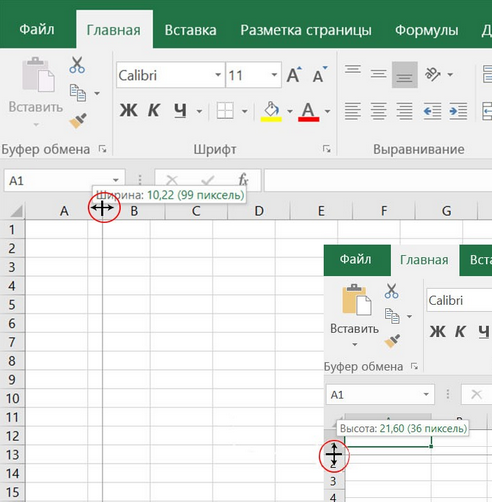 Файл Главная Вставка Разметка страницы Формулы Д
Вставить
Calibri 11 A A
Ж К Ч A
Буфер обмена Шрифт Выравнивание
A1 fx
Ширина: 10,22 (99 пиксель)
A B C D E F G
1
2
3
4
5
6
7
8
9
10
11
12
13
14
15
Файл Главная Вста
Вставить
Calibri
Ж К Ч
Буфер обмена
A1
Высота: 21,60 (36 пиксель)
2
3
4